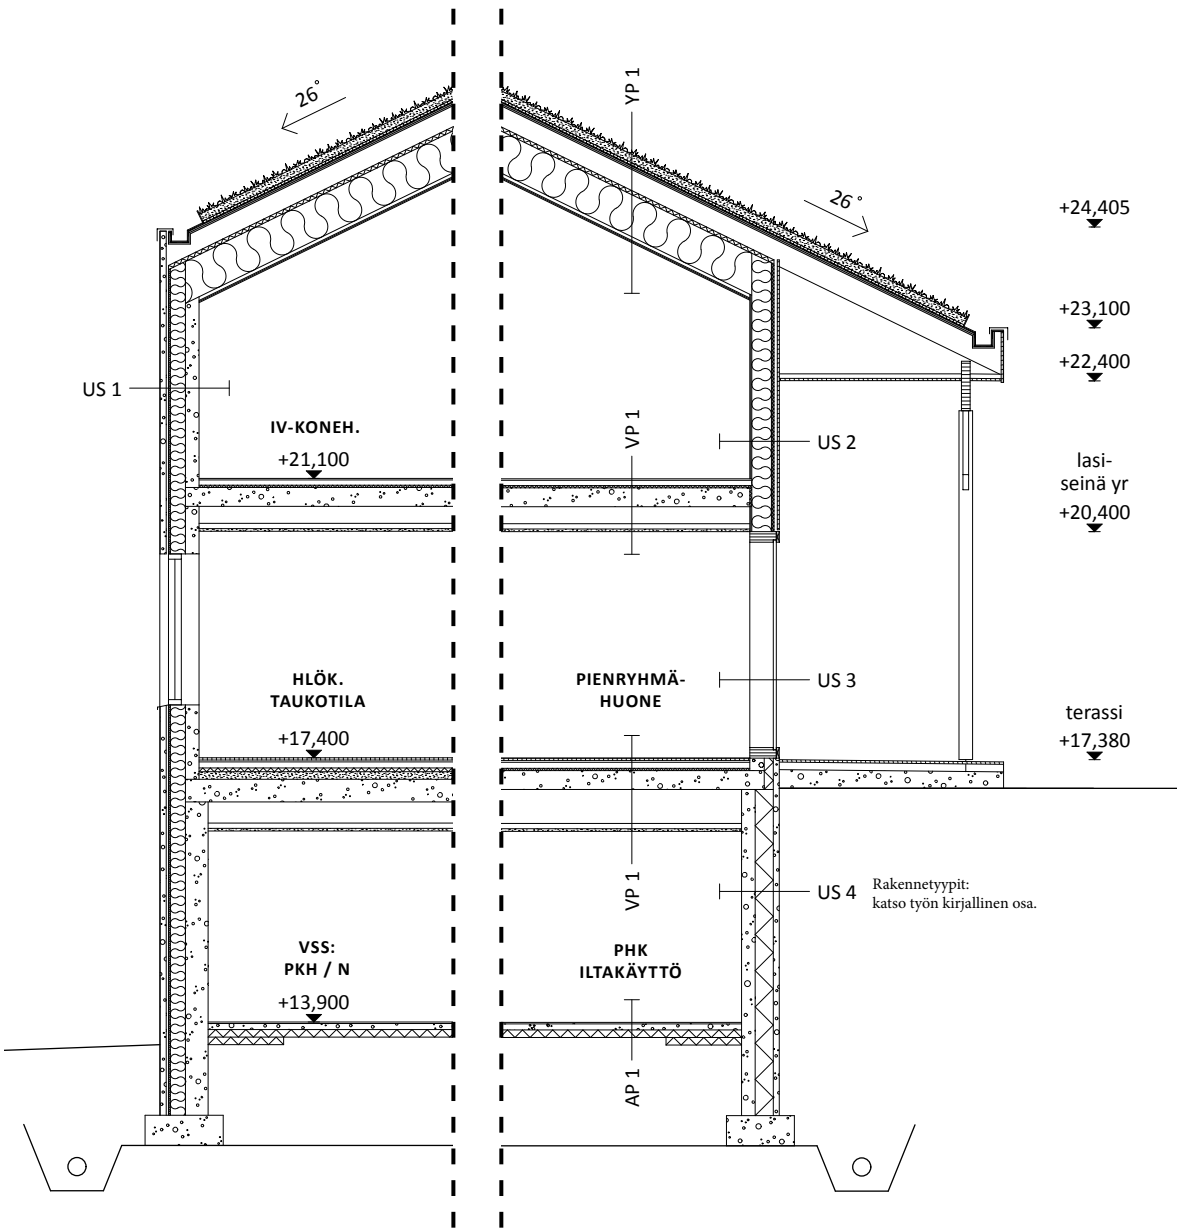 YP 1
26°
26°
+24,405
+23,100
+22,400
US 1
IV-KONEH.
+21,100
VP 1
US 2
lasi-
seinä yr
+20,400
HLÖK.
TAUKOTILA
+17,400
PIENRYHMÄ-
HUONE
US 3
terassi
+17,380
VP 1
US 4
Rakennetyypit:
katso työn kirjallinen osa.
VSS:
PKH / N
+13,900
PHK
ILTAKÄYTTÖ
AP 1